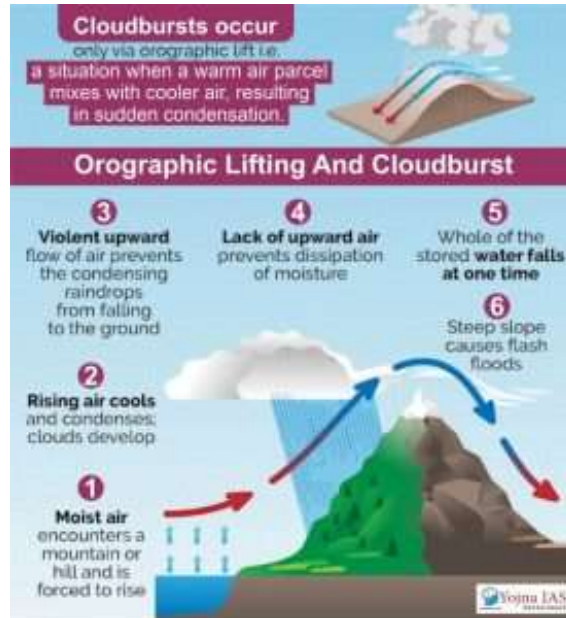 Cloudbursts occur
only via orographic lift i.e.
a situation when a warm air parcel
mixes with cooler air, resulting
in sudden condensation.
Orographic Lifting And Cloudburst
3
Violent upward
flow of air prevents
the condensing
raindrops
from falling
to the ground
4
Lack of upward air
prevents dissipation
of moisture
5
Whole of the
stored water falls
at one time
6
Steep slope
causes flash
floods
2
Rising air cools
and condenses;
clouds develop
1
Moist air
encounters a
mountain or
hill and is
forced to rise
Yojna IAS